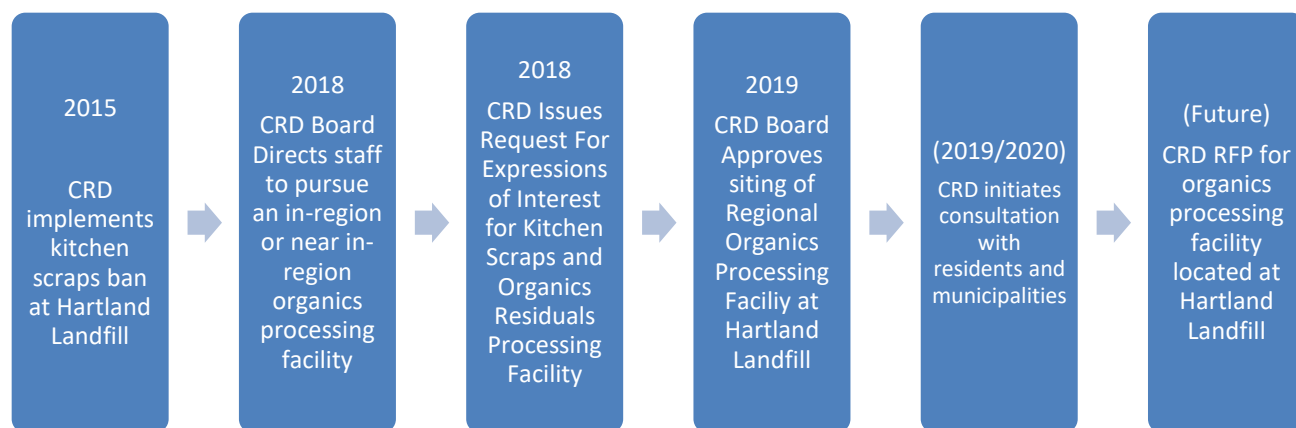 2015
CRD
implements
kitchen
scraps ban
at Hartland
Landfill
2018
CRD Board
Directs staff
to pursue
an in-region
or near in-
region
organics
processing
facility
2018
CRD Issues
Request For
Expressions
of Interest
for Kitchen
Scraps and
Organics
Residuals
Processing
Facility
2019
CRD Board
Approves
siting of
Regional
Organics
Processing
Faciliy at
Hartland
Landfill
(2019/2020)
CRD initiates
consultation
with
residents and
municipalities
(Future)
CRD RFP for
organics
processing
facility
located at
Hartland
Landfill